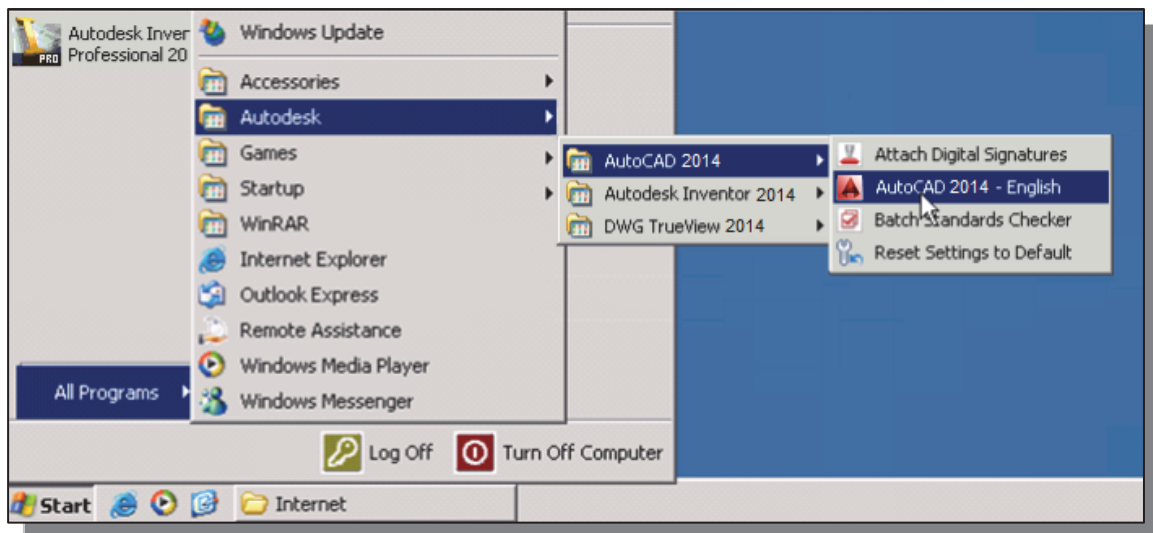 Autodesk Inver
Professional 20
PRO
Windows Update
Accessories
Autodesk
Games
Startup
WinRAR
Internet Explorer
Outlook Express
Remote Assistance
Windows Media Player
Windows Messenger
AutoCAD 2014
Autodesk Inventor 2014
DWG TrueView 2014
Attach Digital Signatures
AutoCAD 2014 - English
Batch Standards Checker
Reset Settings to Default
All Programs
Log Off
Turn Off Computer
Start
Internet